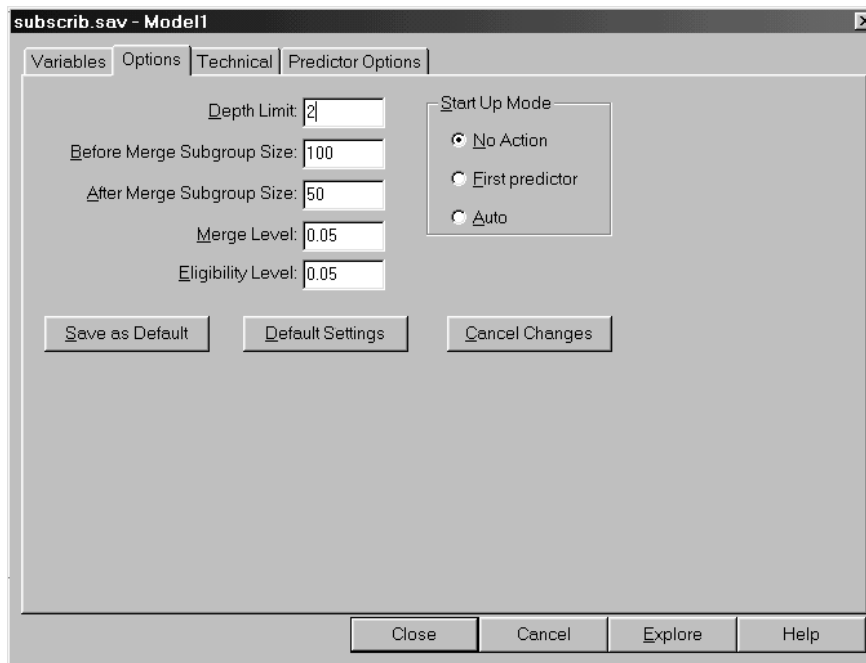 subscrib.sav - Model1
Variables Options Technical Predictor Options
Depth Limit: 2
Before Merge Subgroup Size: 100
After Merge Subgroup Size: 50
Merge Level: 0.05
Eligibility Level: 0.05
Start Up Mode
No Action
First predictor
Auto
Save as Default Default Settings Cancel Changes
Close Cancel Explore Help